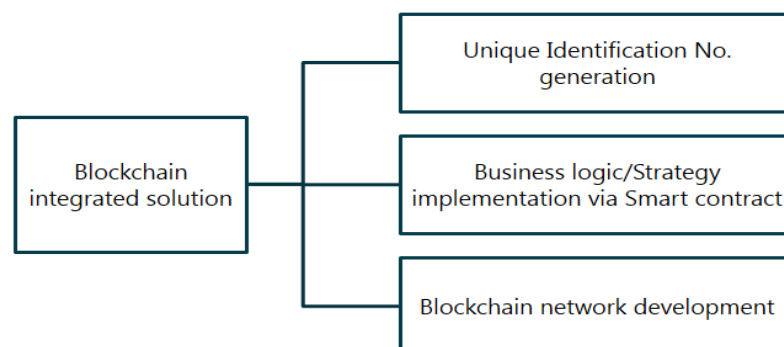 Unique Identification No.
generation
Blockchain
integrated solution
Business logic/Strategy
implementation via Smart contract
Blockchain network development